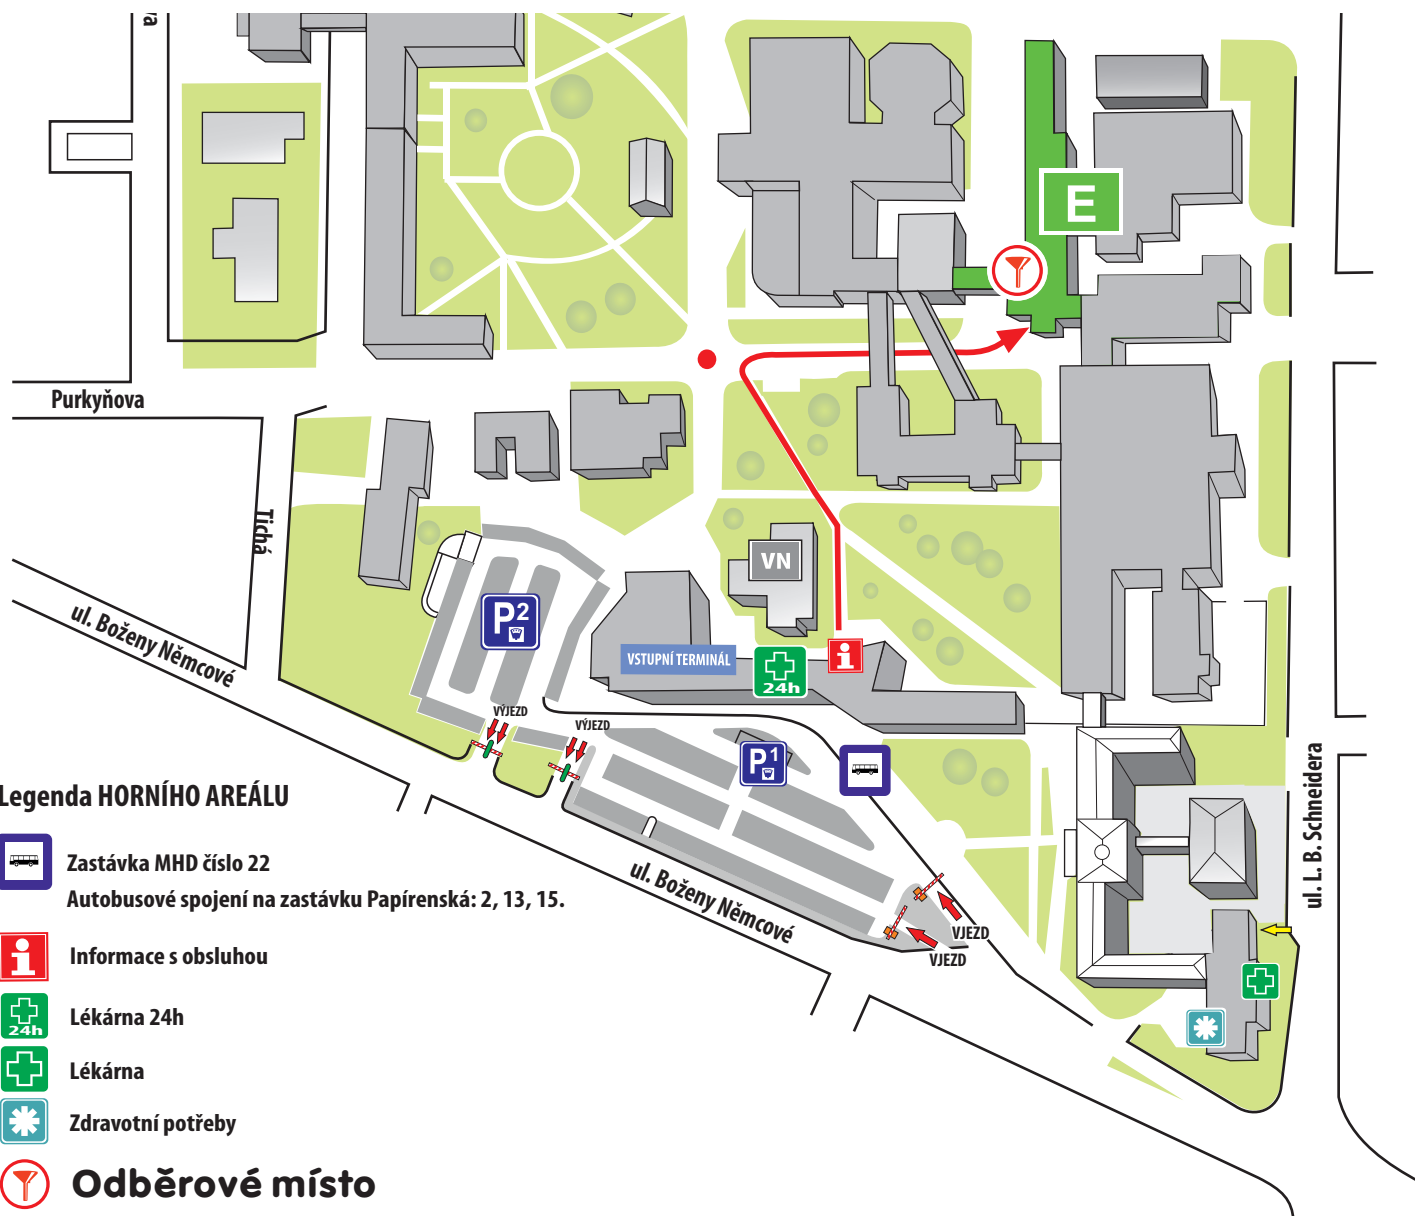 va
E
Purkyňova
Tichá
VN
P2
VSTUPNÍ TERMINÁL
24h
i
ul. Boženy Němcové
VÝJEZD
VÝJEZD
P1
Legenda HORNÍHO AREÁLU
ul. L. B. Schneidera
Zastávka MHD číslo 22
Autobusové spojení na zastávku Papírenská: 2, 13, 15.
ul. Boženy Němcové
VJEZD
VJEZD
i
Informace s obsluhou
24h
Lékárna 24h
Lékárna
Zdravotní potřeby
Odběrové místo